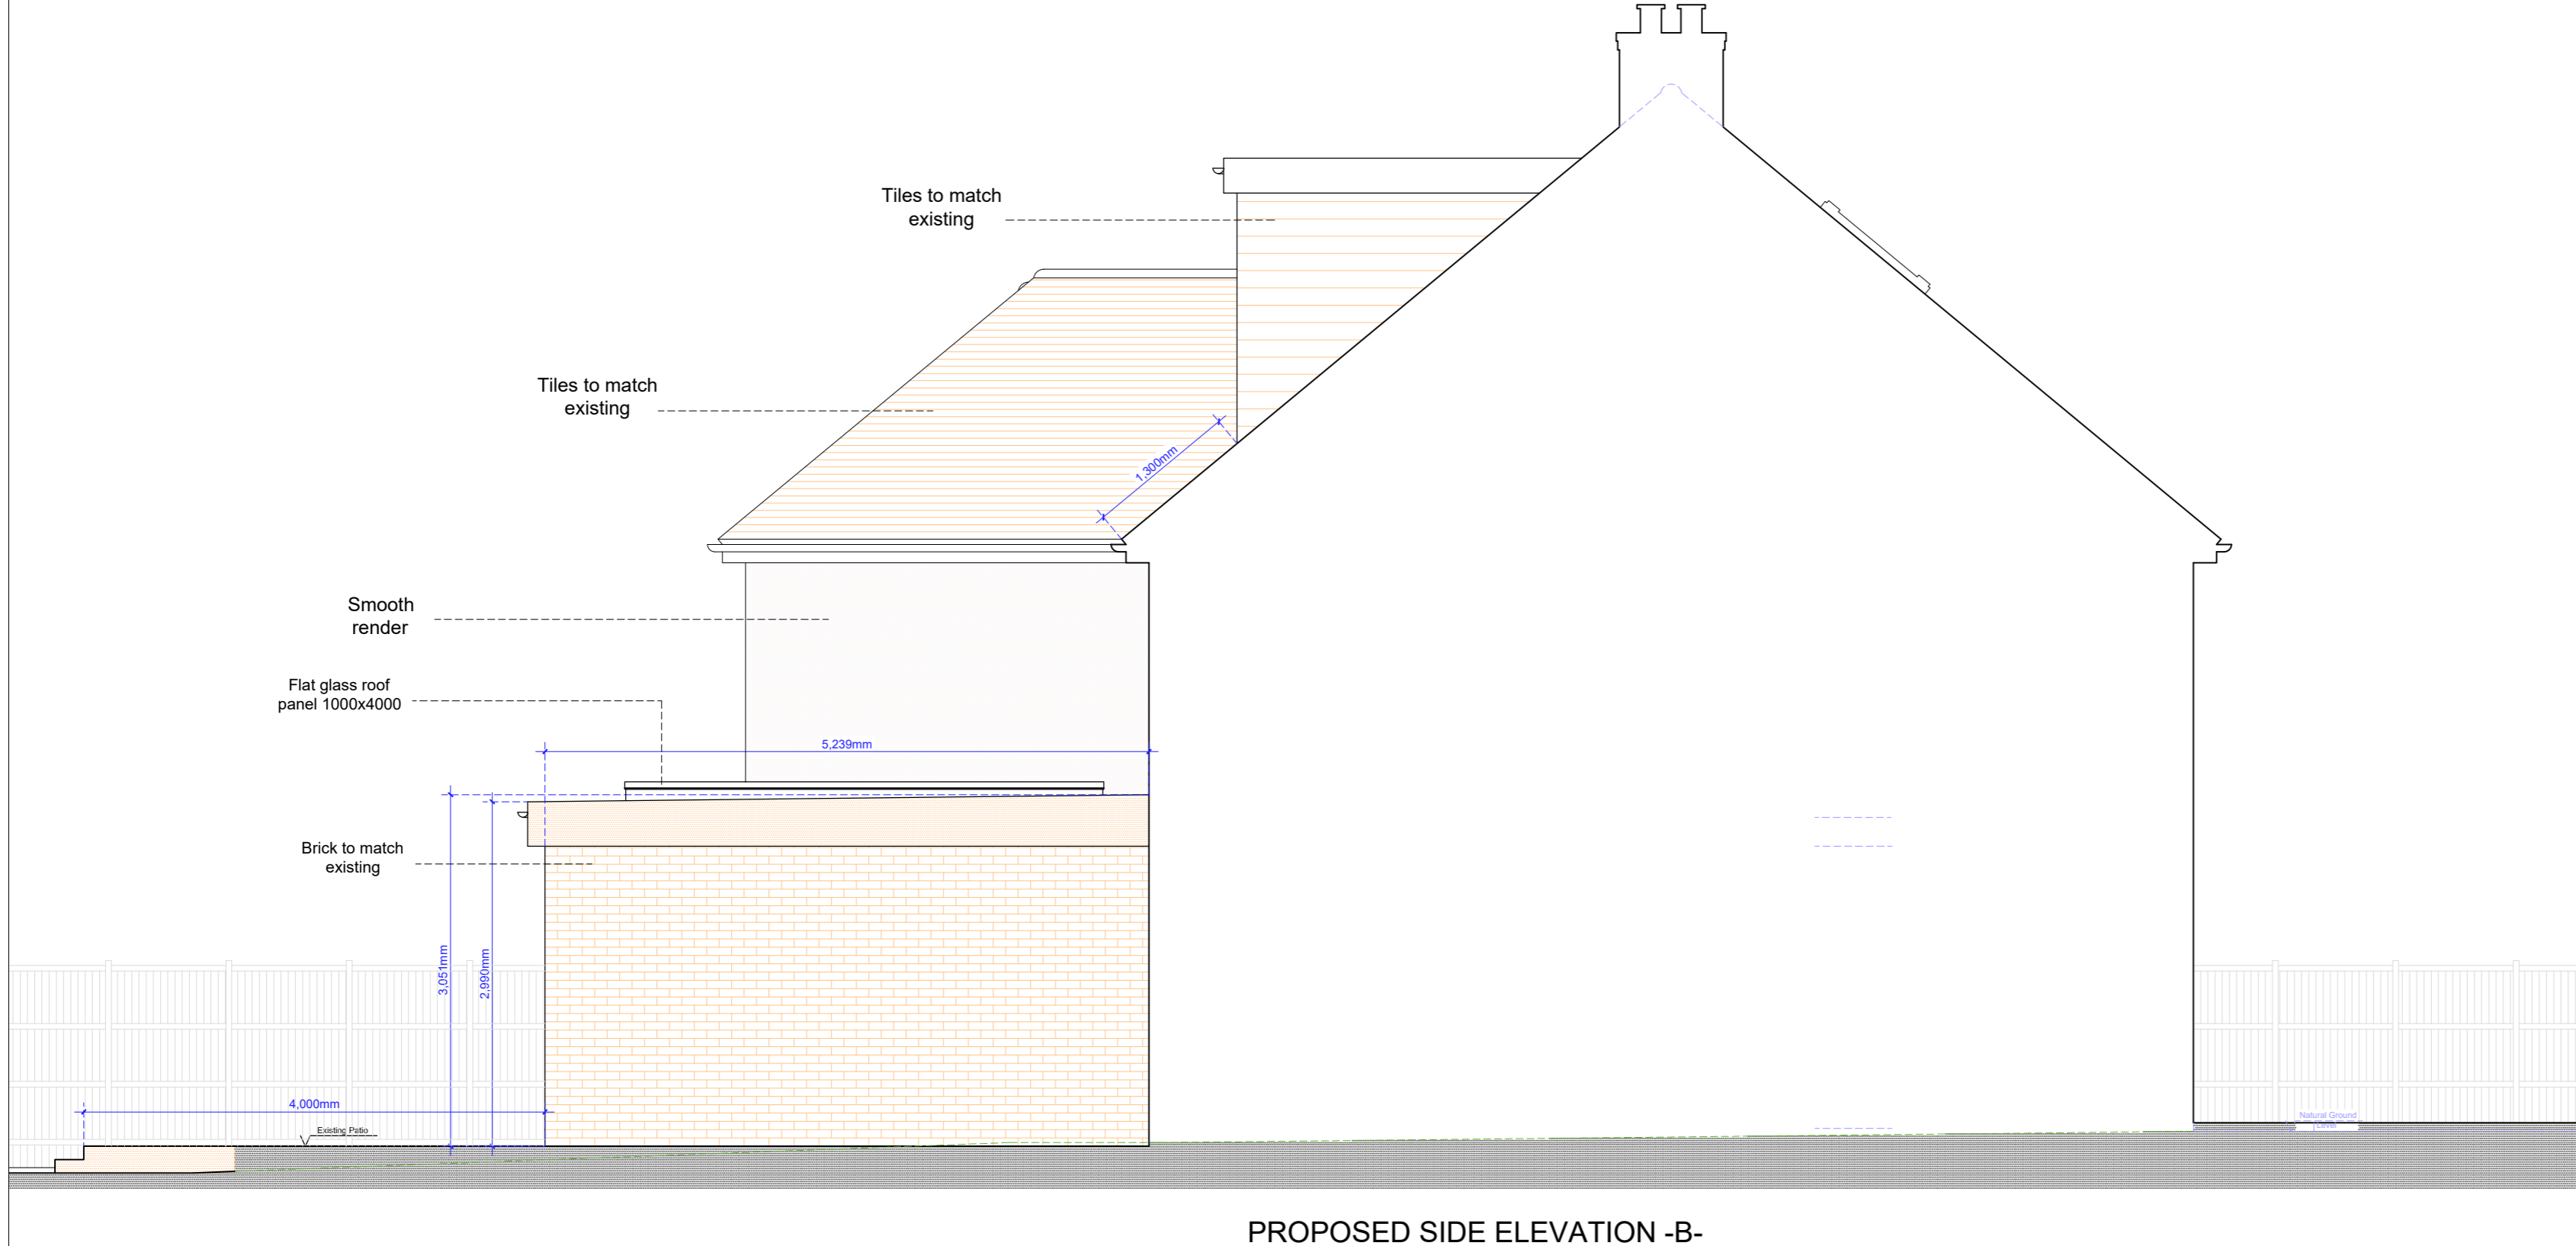 Tiles to match
existing
Tiles to match
existing
1,300mm
Smooth
render
Flat glass roof
panel 1000x4000
5,239mm
Brick to match
existing
3,051mm
2,990mm
4,000mm
Existing Patio
Natural Ground
Level
PROPOSED SIDE ELEVATION -B-